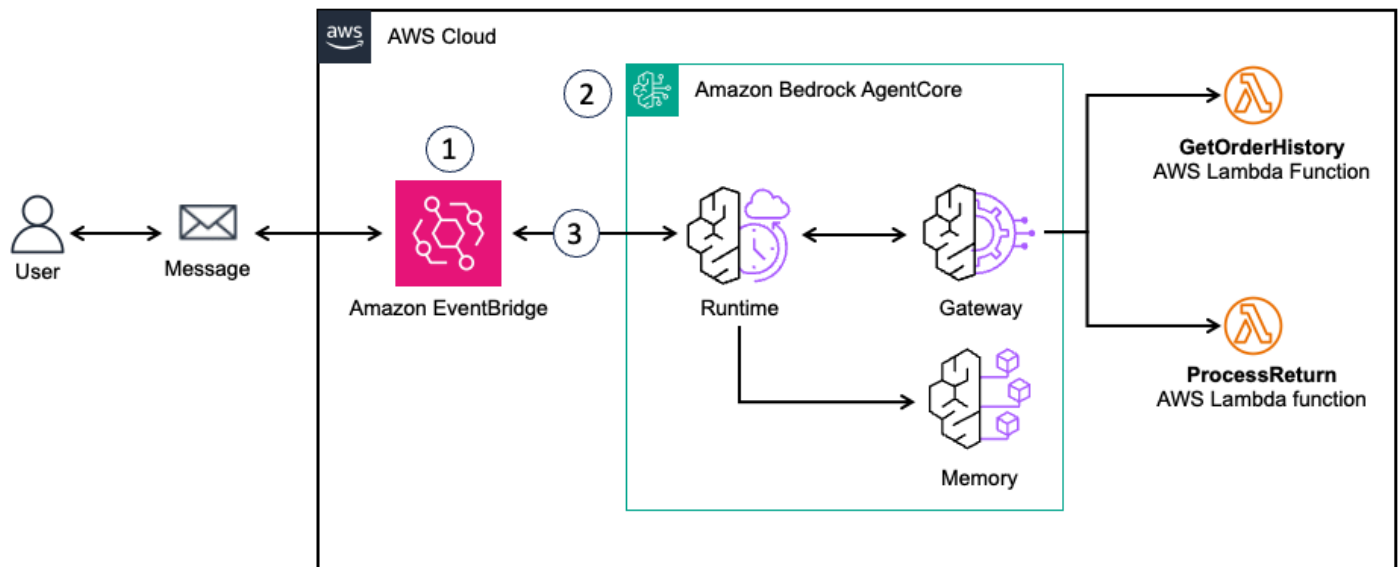 aws
AWS Cloud
2
Amazon Bedrock AgentCore
1
GetOrderHistory
AWS Lambda Function
3
User
Message
Amazon EventBridge
Runtime
Gateway
ProcessReturn
AWS Lambda function
Memory